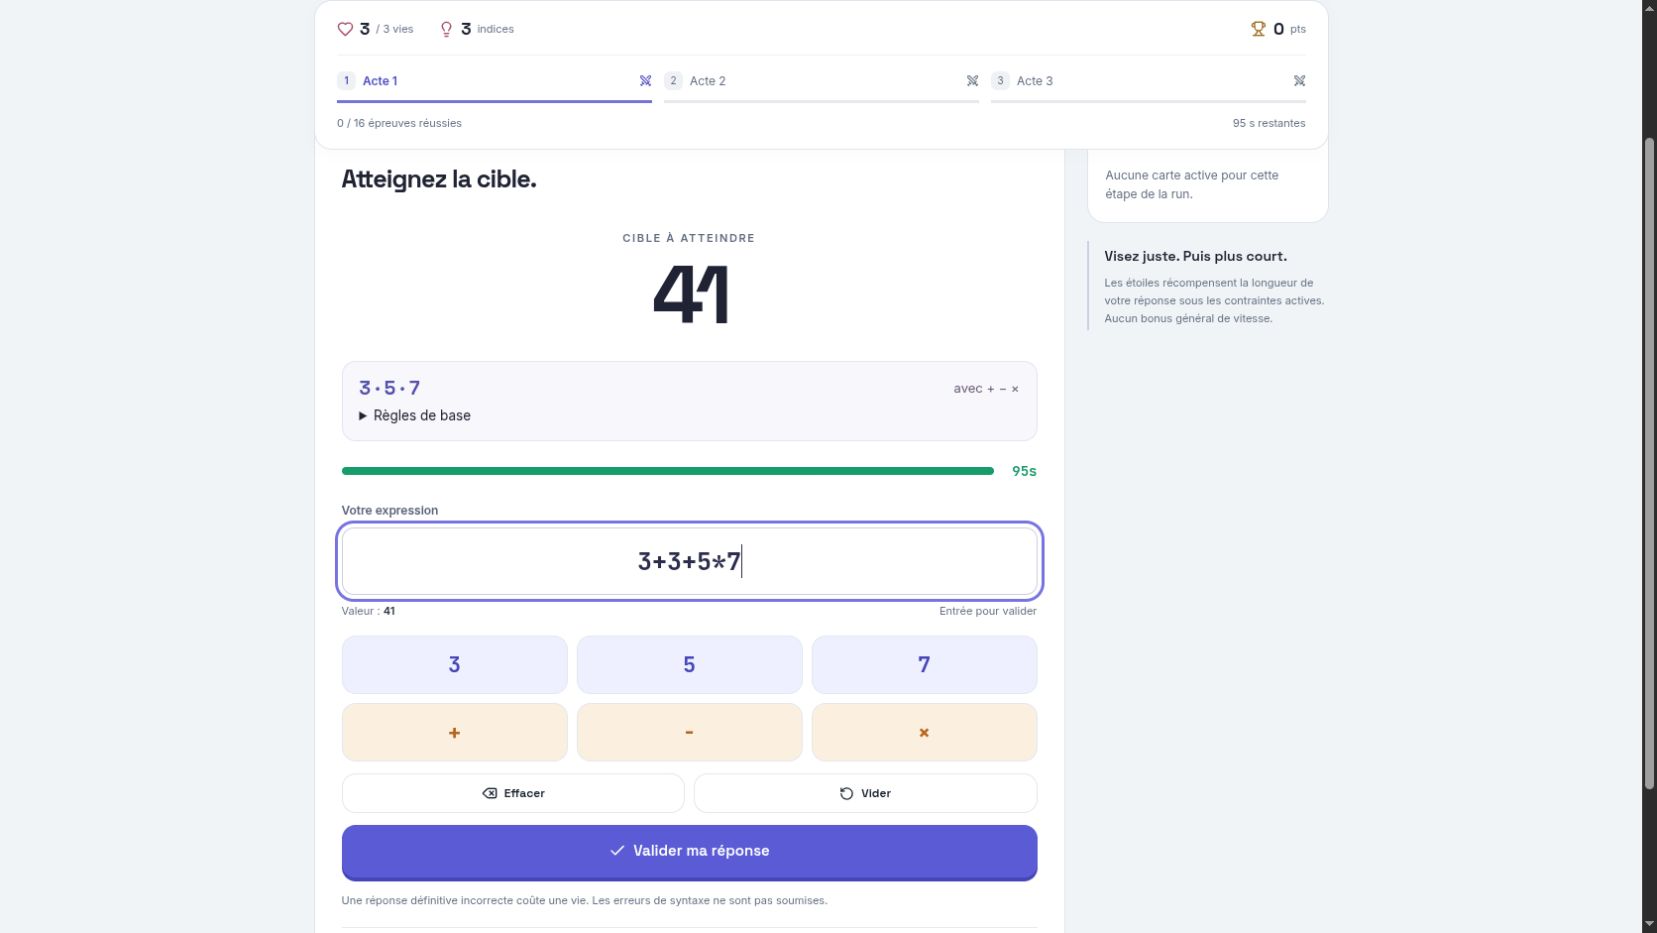 3 / 3 vies 3 indices 0 pts
1 Acte 1 2 Acte 2 3 Acte 3
0 / 16 épreuves réussies 95 s restantes
Atteignez la cible.
CIBLE À ATTEINDRE
41
3 · 5 · 7 avec + − ×
▶ Règles de base
95s
Votre expression
3+3+5*7
Valeur : 41 Entrée pour valider
3 5 7
+ - ×
Effacer Vider
Valider ma réponse
Une réponse définitive incorrecte coûte une vie. Les erreurs de syntaxe ne sont pas soumises.
Aucune carte active pour cette
étape de la run.
Visez juste. Puis plus court.
Les étoiles récompensent la longueur de
votre réponse sous les contraintes actives.
Aucun bonus général de vitesse.